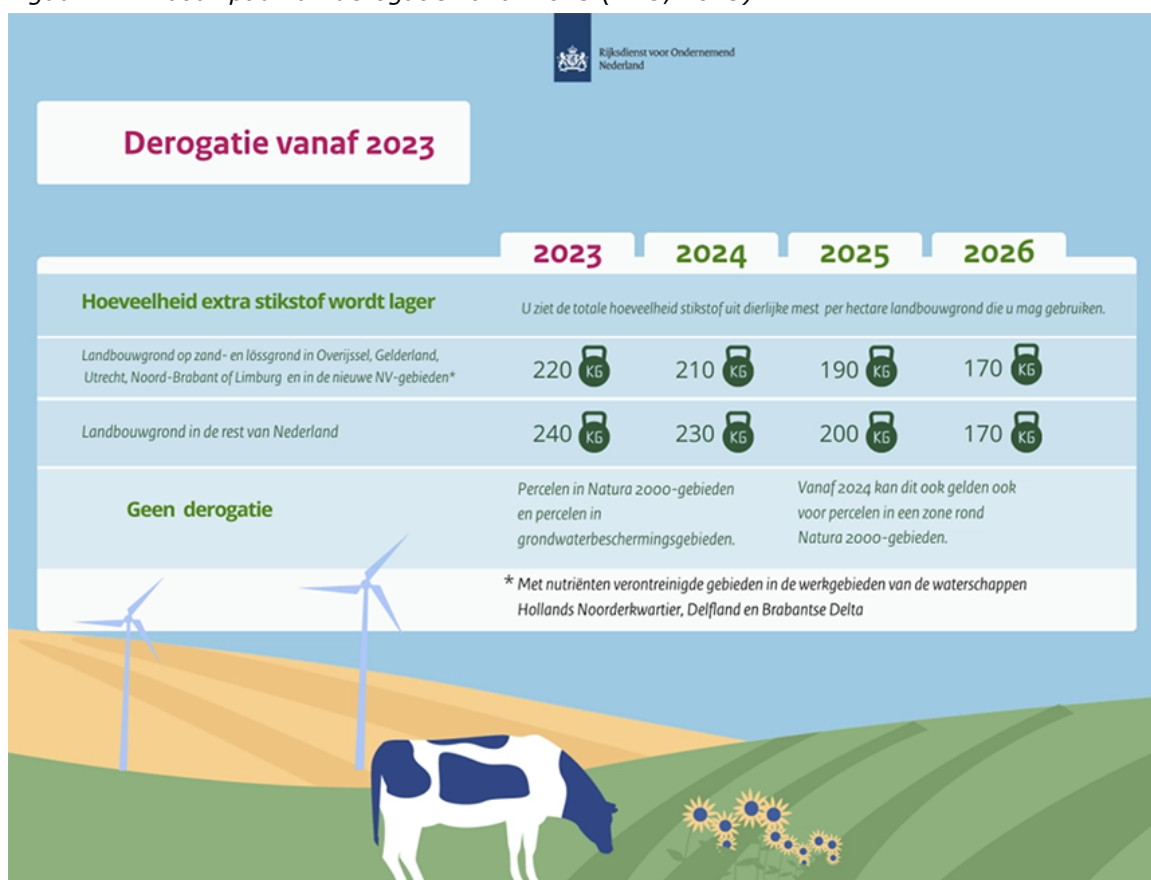 Rijksdienst voor Ondernemend
Nederland
Derogatie vanaf 2023
2023 2024 2025 2026
Hoeveelheid extra stikstof wordt lager
U ziet de totale hoeveelheid stikstof uit dierlijke mest per hectare landbouwgrond die u mag gebruiken.
Landbouwgrond op zand- en lössgrond in Overijssel, Gelderland,
Utrecht, Noord-Brabant of Limburg en in de nieuwe NV-gebieden*
220 KG 210 KG 190 KG 170 KG
Landbouwgrond in de rest van Nederland
240 KG 230 KG 200 KG 170 KG
Geen derogatie
Percelen in Natura 2000-gebieden
en percelen in
grondwaterbeschermingsgebieden.
Vanaf 2024 kan dit ook gelden ook
voor percelen in een zone rond
Natura 2000-gebieden.
* Met nutriënten verontreinigde gebieden in de werkgebieden van de waterschappen
Hollands Noorderkwartier, Delfland en Brabantse Delta